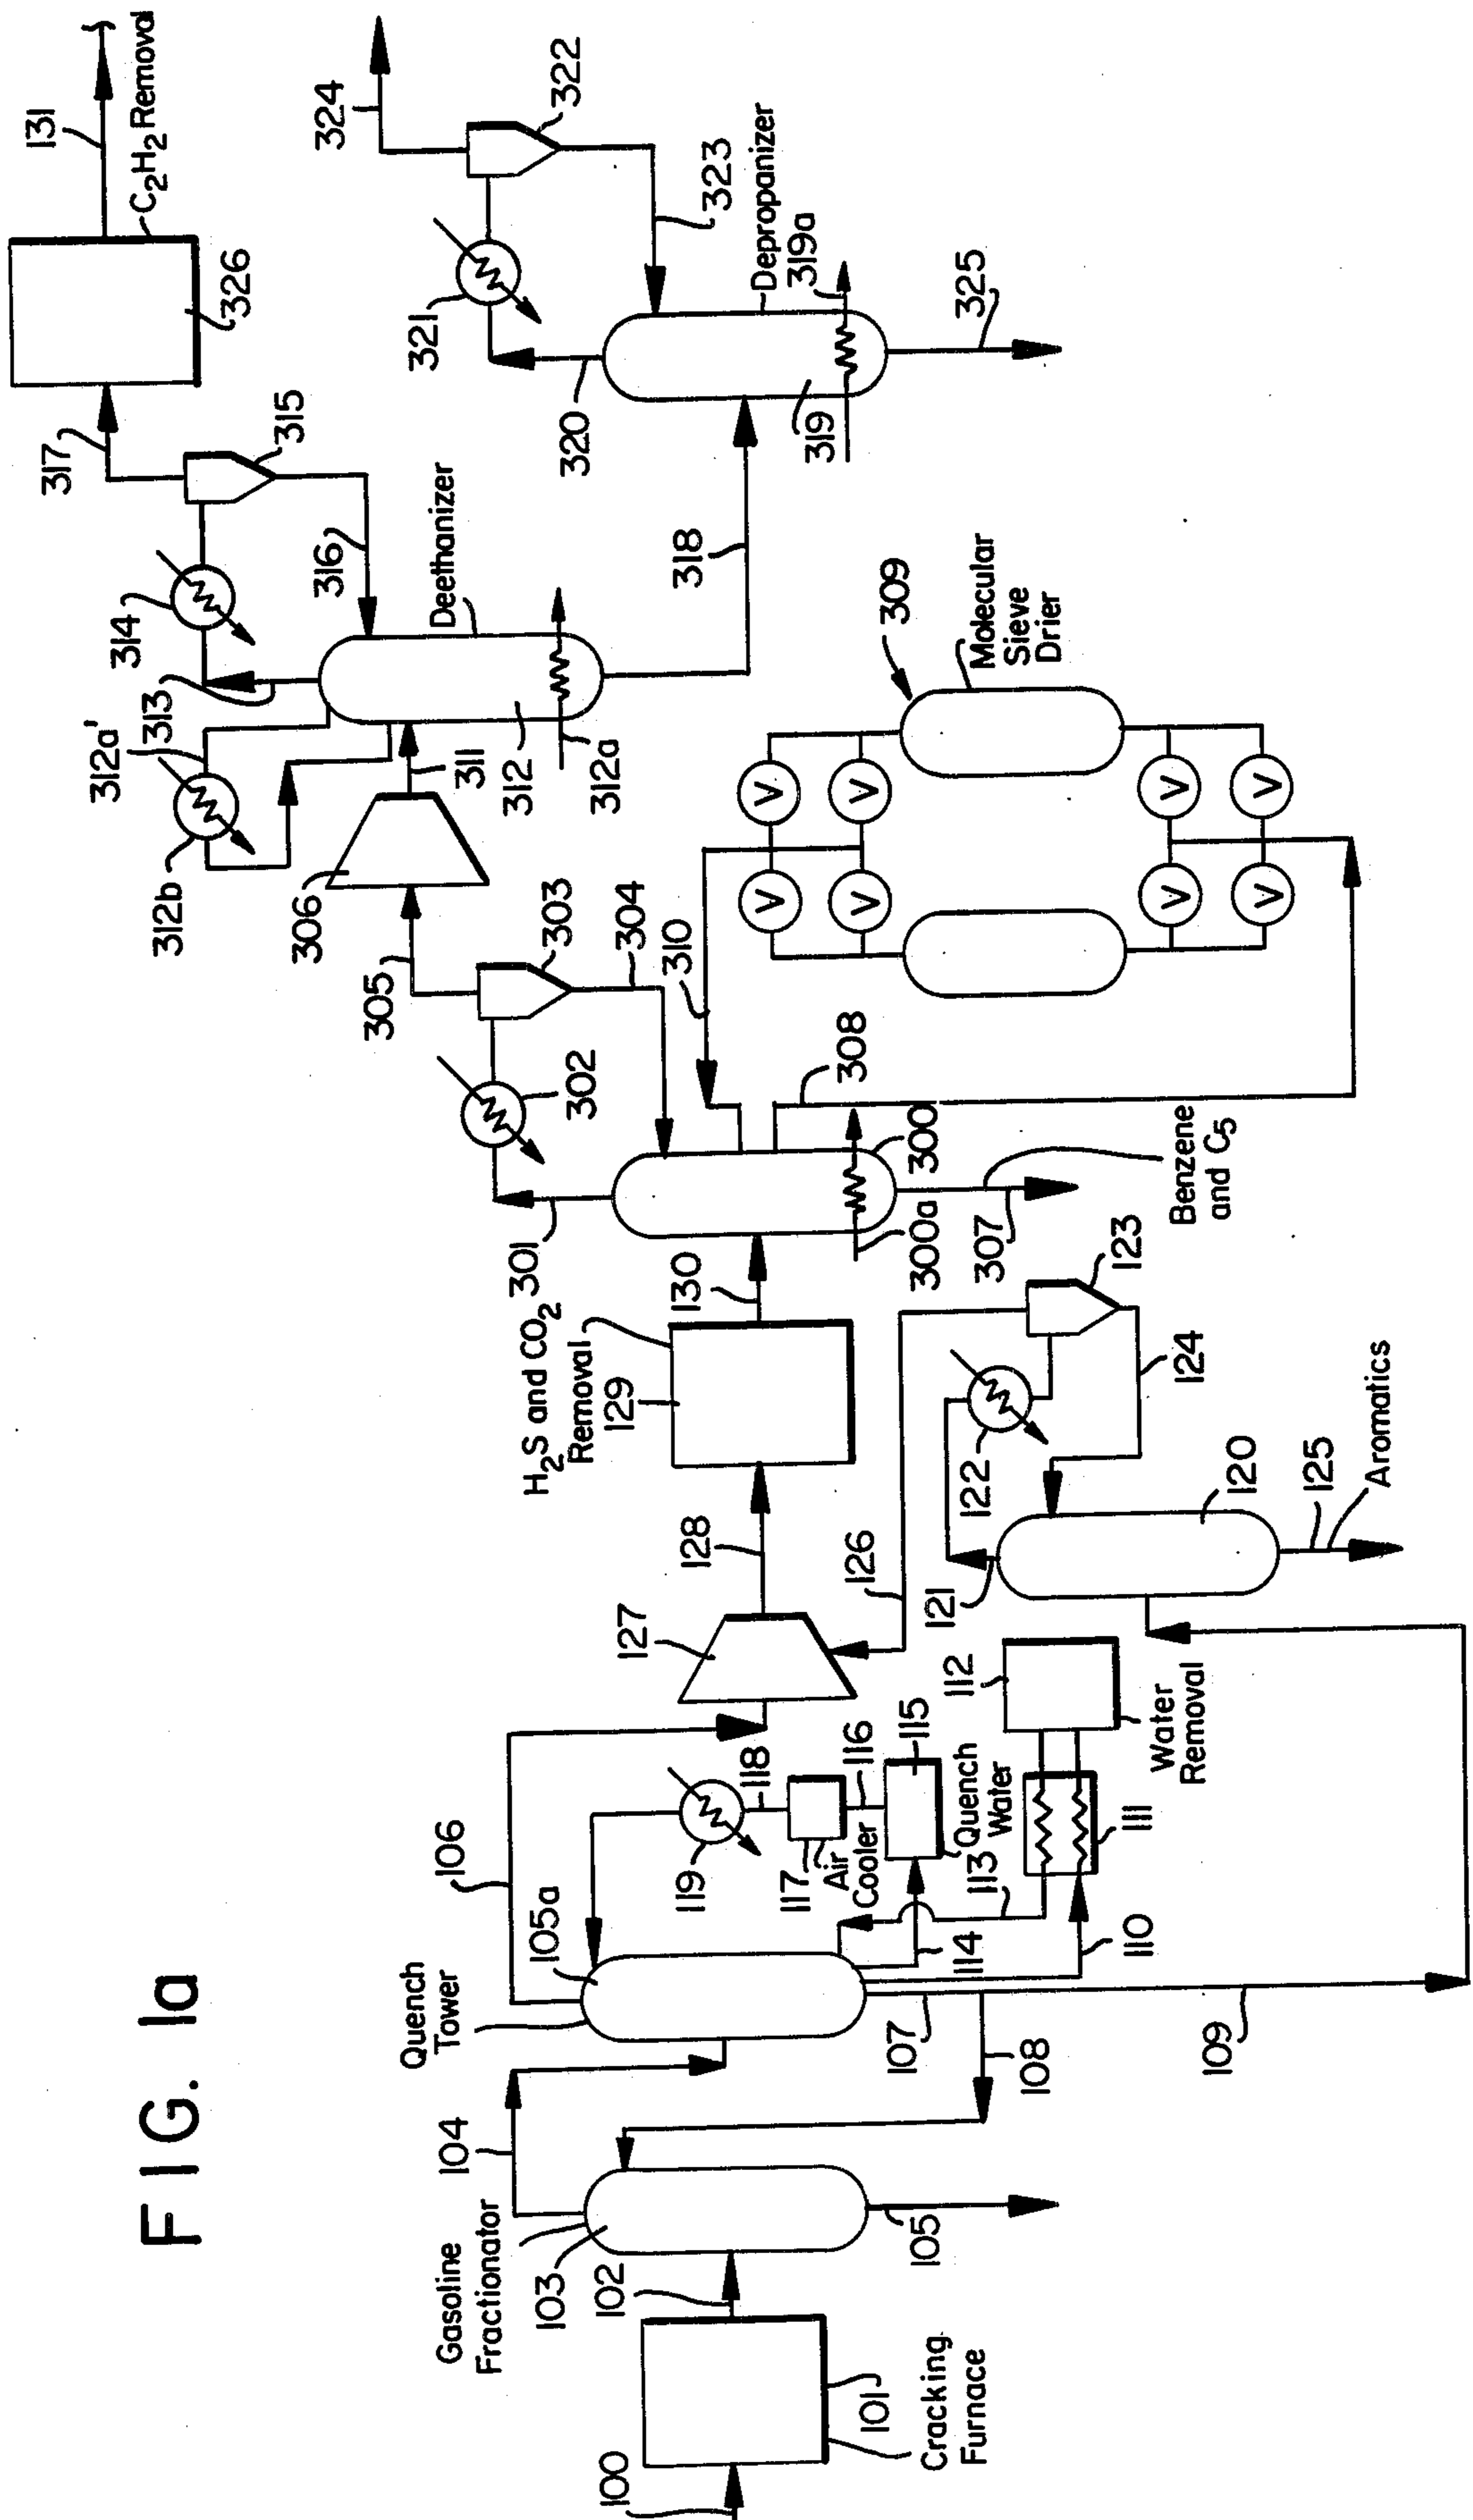 FIG. 1a
100
101
Cracking
Furnace
102
103
Gasoline
Fractionator
104
105
Quench
Tower
105a
106
107
108
109
110
111
112
Water
Removal
113
114
115
Quench
Water
116
117
Air
Cooler
118
119
120
121
122
123
124
125
Aromatics
126
127
128
129
H2S and CO2
Removal
130
300
300a
301
302
303
304
305
306
307
Benzene
and C5
308
309
Molecular
Sieve
Drier
V
V
V
V
V
V
V
V
310
311
312
312a
312a'
312b
313
314
315
316
317
Deethanizer
318
319
319a
Depropanizer
320
321
322
323
324
325
326
C2H2 Removal
131